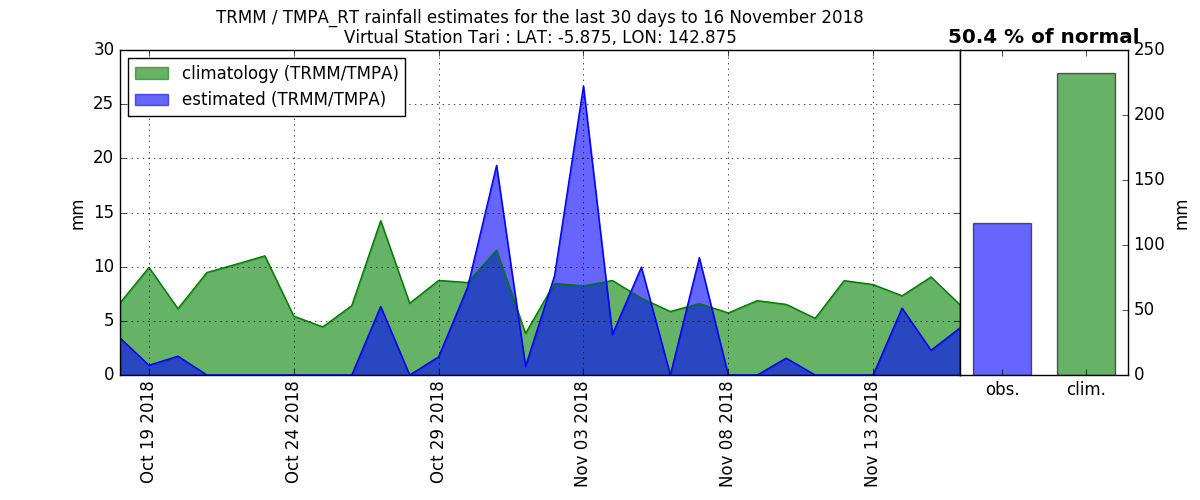 TRMM / TMPA_RT rainfall estimates for the last 30 days to 16 November 2018
Virtual Station Tari : LAT: -5.875, LON: 142.875
50.4 % of normal
climatology (TRMM/TMPA)
estimated (TRMM/TMPA)
30
25
20
15
10
5
0
mm
250
200
150
100
50
0
mm
Oct 19 2018
Oct 24 2018
Oct 29 2018
Nov 03 2018
Nov 08 2018
Nov 13 2018
obs.
clim.